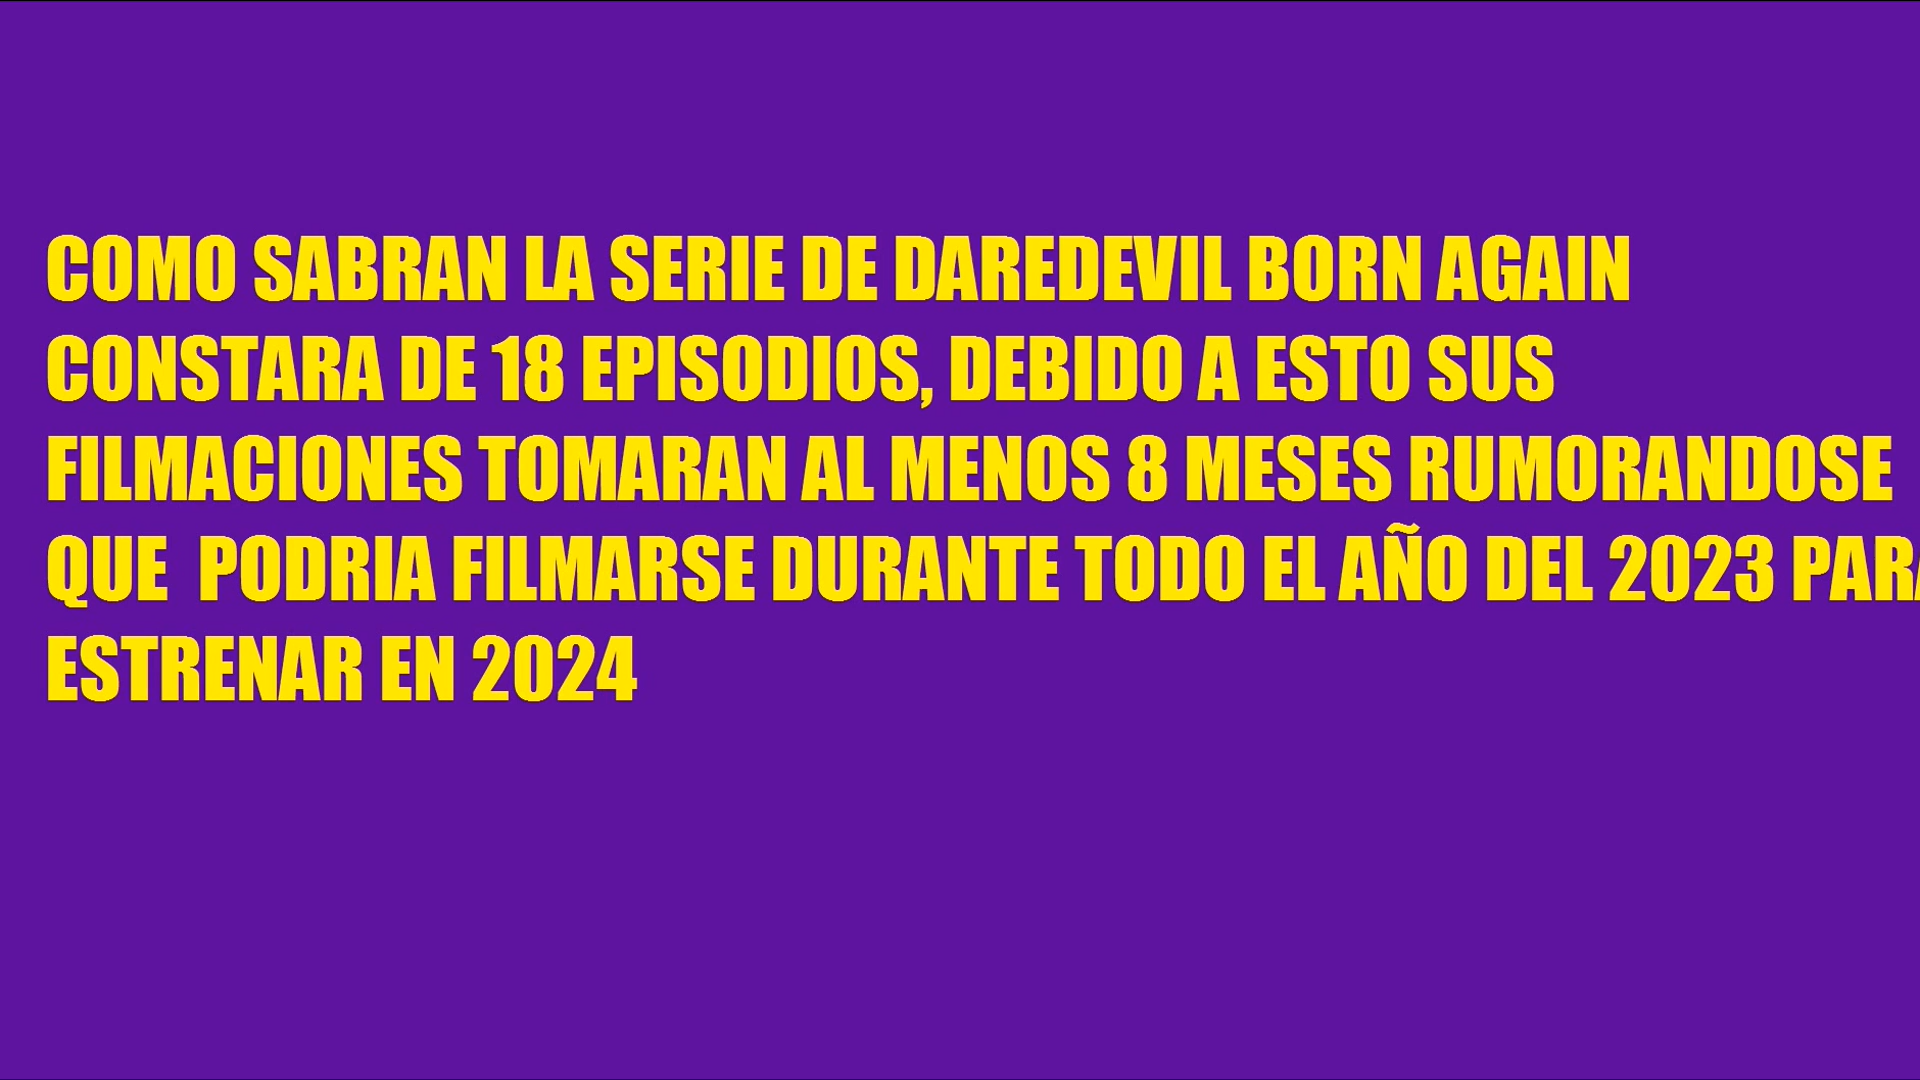 COMO SABRAN LA SERIE DE DAREDEVIL BORN AGAIN
CONSTARA DE 18 EPISODIOS, DEBIDO A ESTO SUS
FILMACIONES TOMARAN AL MENOS 8 MESES RUMORANDOSE
QUE  PODRIA FILMARSE DURANTE TODO EL AÑO DEL 2023 PARA
ESTRENAR EN 2024